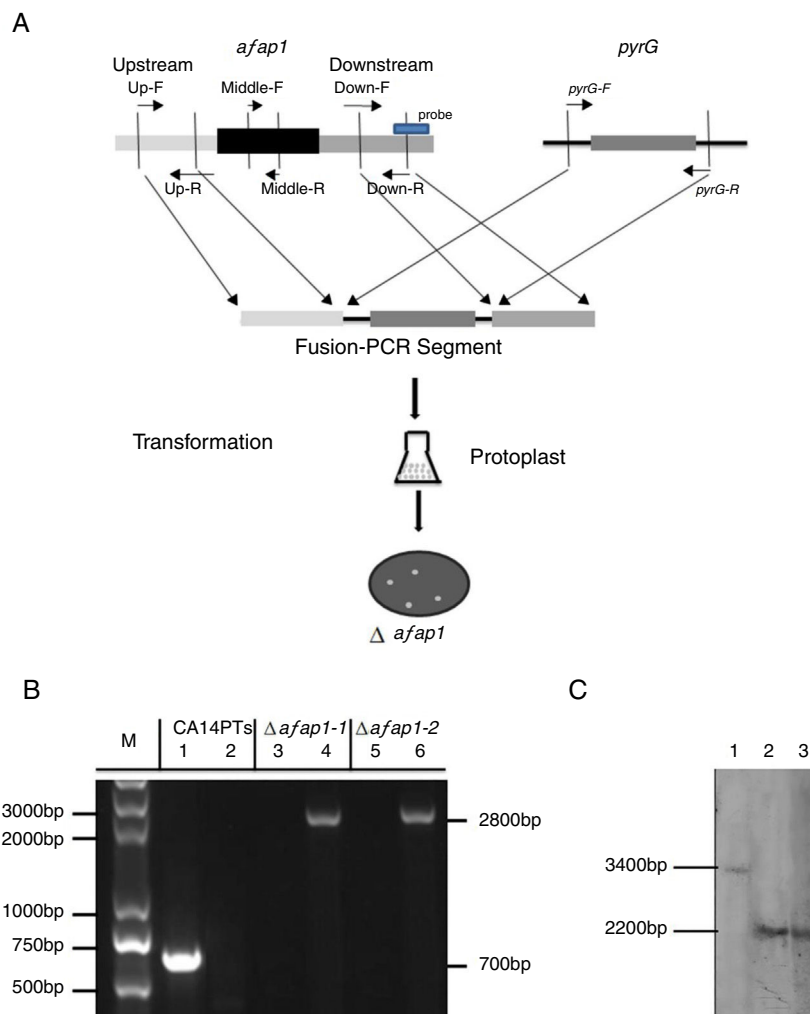 A
afap1
pyrG
Upstream
Downstream
Up-F
Middle-F
Down-F
pyrG-F
probe
Up-R
Middle-R
Down-R
pyrG-R
Fusion-PCR Segment
Transformation
Protoplast
Δ afap1
B
C
M
CA14PTs
Δafap1-1
Δafap1-2
1 2 3 4 5 6
1 2 3
3000bp
2000bp
1000bp
750bp
500bp
2800bp
700bp
3400bp
2200bp